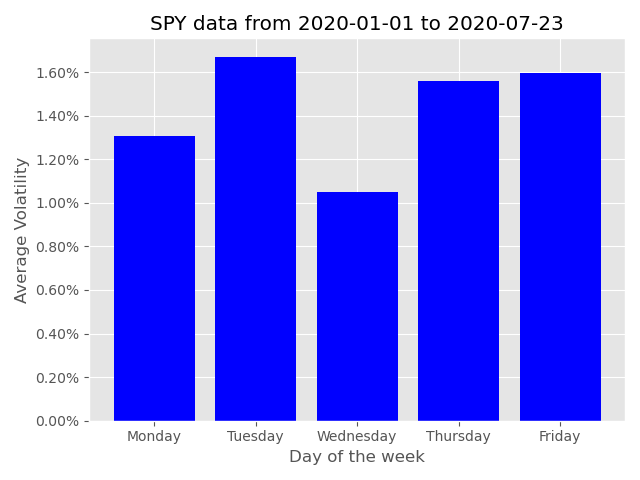 SPY data from 2020-01-01 to 2020-07-23
1.60%
1.40%
1.20%
1.00%
0.80%
0.60%
0.40%
0.20%
0.00%
Average Volatility
Monday Tuesday Wednesday Thursday Friday
Day of the week